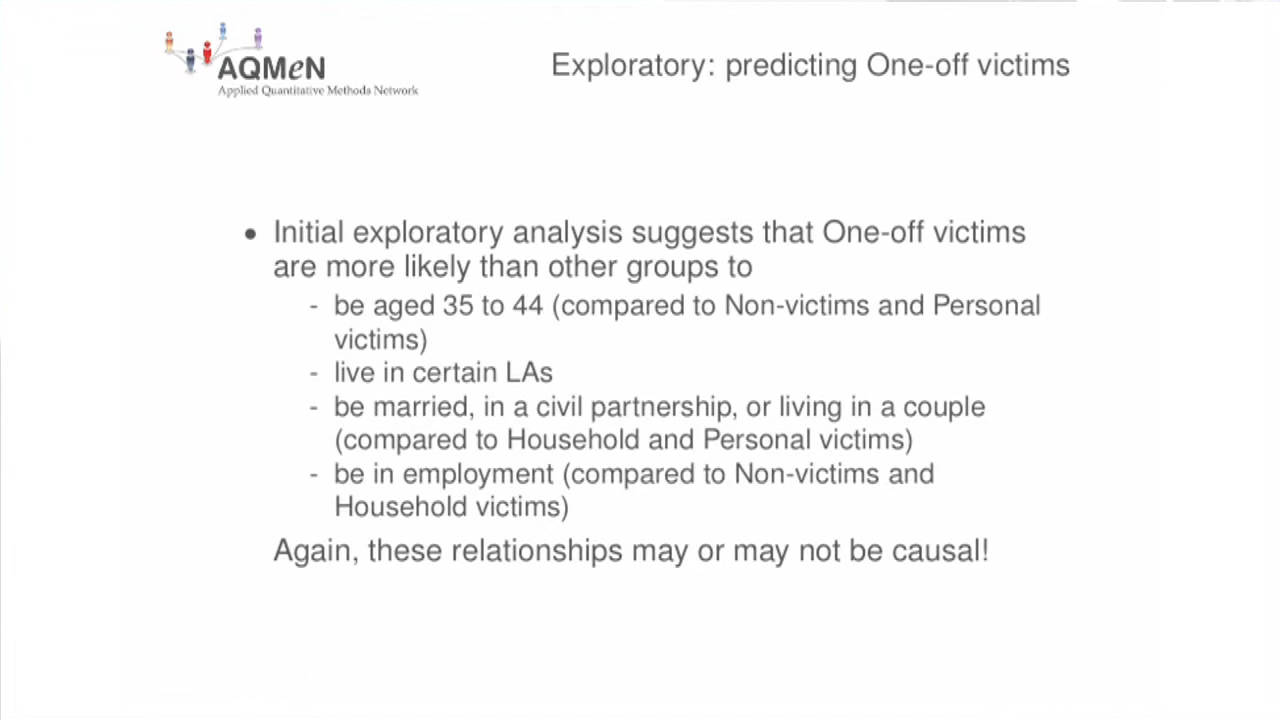 AQMeN
Applied Quantitative Methods Network
Exploratory: predicting One-off victims
• Initial exploratory analysis suggests that One-off victims
are more likely than other groups to
- be aged 35 to 44 (compared to Non-victims and Personal
victims)
- live in certain LAs
- be married, in a civil partnership, or living in a couple
(compared to Household and Personal victims)
- be in employment (compared to Non-victims and
Household victims)
Again, these relationships may or may not be causal!